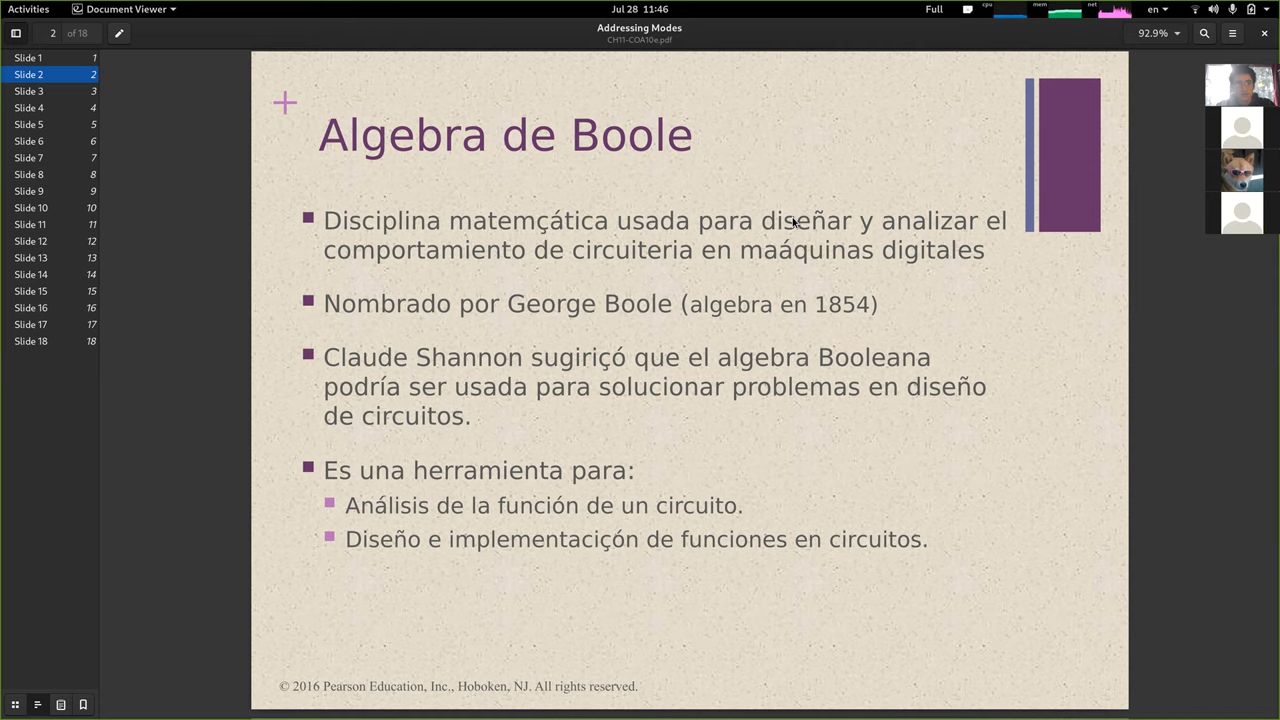 Activities
Document Viewer
Jul 28 11:46
Full
cpu
mem
net
en
2 of 18
Addressing Modes
CH11-COA10e.pdf
92.9%
Slide 1 1
Slide 2 2
Slide 3 3
Slide 4 4
Slide 5 5
Slide 6 6
Slide 7 7
Slide 8 8
Slide 9 9
Slide 10 10
Slide 11 11
Slide 12 12
Slide 13 13
Slide 14 14
Slide 15 15
Slide 16 16
Slide 17 17
Slide 18 18
+
Algebra de Boole
Disciplina matemçática usada para diseñar y analizar el
comportamiento de circuiteria en maáquinas digitales
Nombrado por George Boole (algebra en 1854)
Claude Shannon sugiriçó que el algebra Booleana
podría ser usada para solucionar problemas en diseño
de circuitos.
Es una herramienta para:
Análisis de la función de un circuito.
Diseño e implementaciçón de funciones en circuitos.
© 2016 Pearson Education, Inc., Hoboken, NJ. All rights reserved.